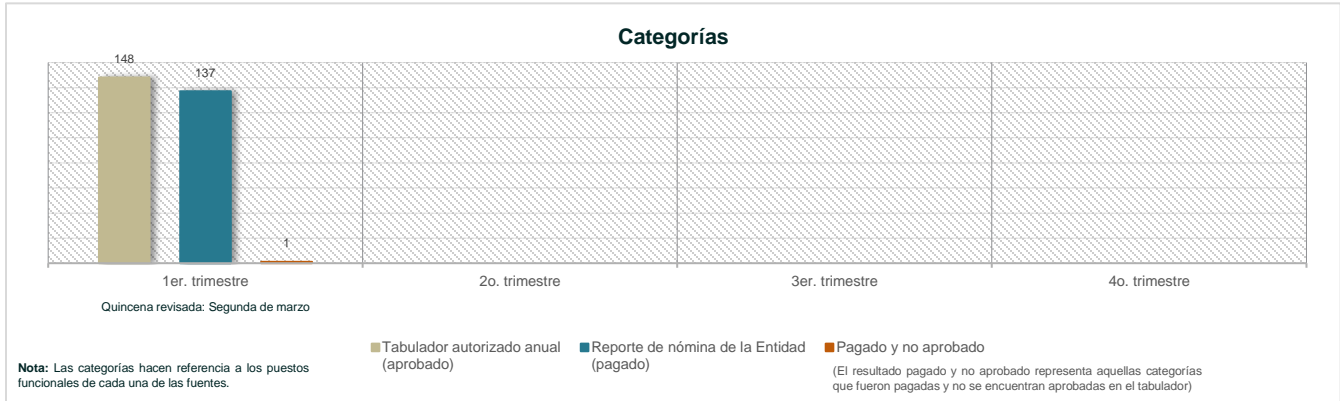 Categorías
148
137
1
1er. trimestre
2o. trimestre
3er. trimestre
4o. trimestre
Quincena revisada: Segunda de marzo
Tabulador autorizado anual
(aprobado)
Reporte de nómina de la Entidad
(pagado)
Pagado y no aprobado
(El resultado pagado y no aprobado representa aquellas categorías
que fueron pagadas y no se encuentran aprobadas en el tabulador)
Nota: Las categorías hacen referencia a los puestos
funcionales de cada una de las fuentes.